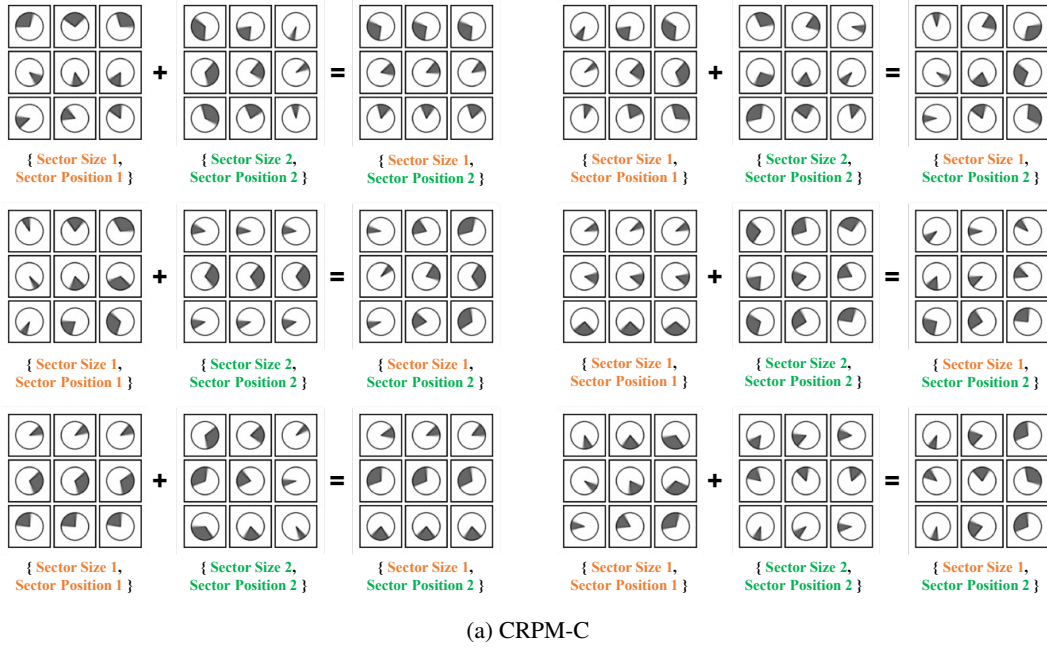 + = + =
{ Sector Size 1, { Sector Size 2, { Sector Size 1, { Sector Size 1, { Sector Size 2, { Sector Size 1,
Sector Position 1 } Sector Position 2 } Sector Position 2 } Sector Position 1 } Sector Position 2 } Sector Position 2 }
+ = + =
{ Sector Size 1, { Sector Size 2, { Sector Size 1, { Sector Size 1, { Sector Size 2, { Sector Size 1,
Sector Position 1 } Sector Position 2 } Sector Position 2 } Sector Position 1 } Sector Position 2 } Sector Position 2 }
+ = + =
{ Sector Size 1, { Sector Size 2, { Sector Size 1, { Sector Size 1, { Sector Size 2, { Sector Size 1,
Sector Position 1 } Sector Position 2 } Sector Position 2 } Sector Position 1 } Sector Position 2 } Sector Position 2 }
(a) CRPM-C